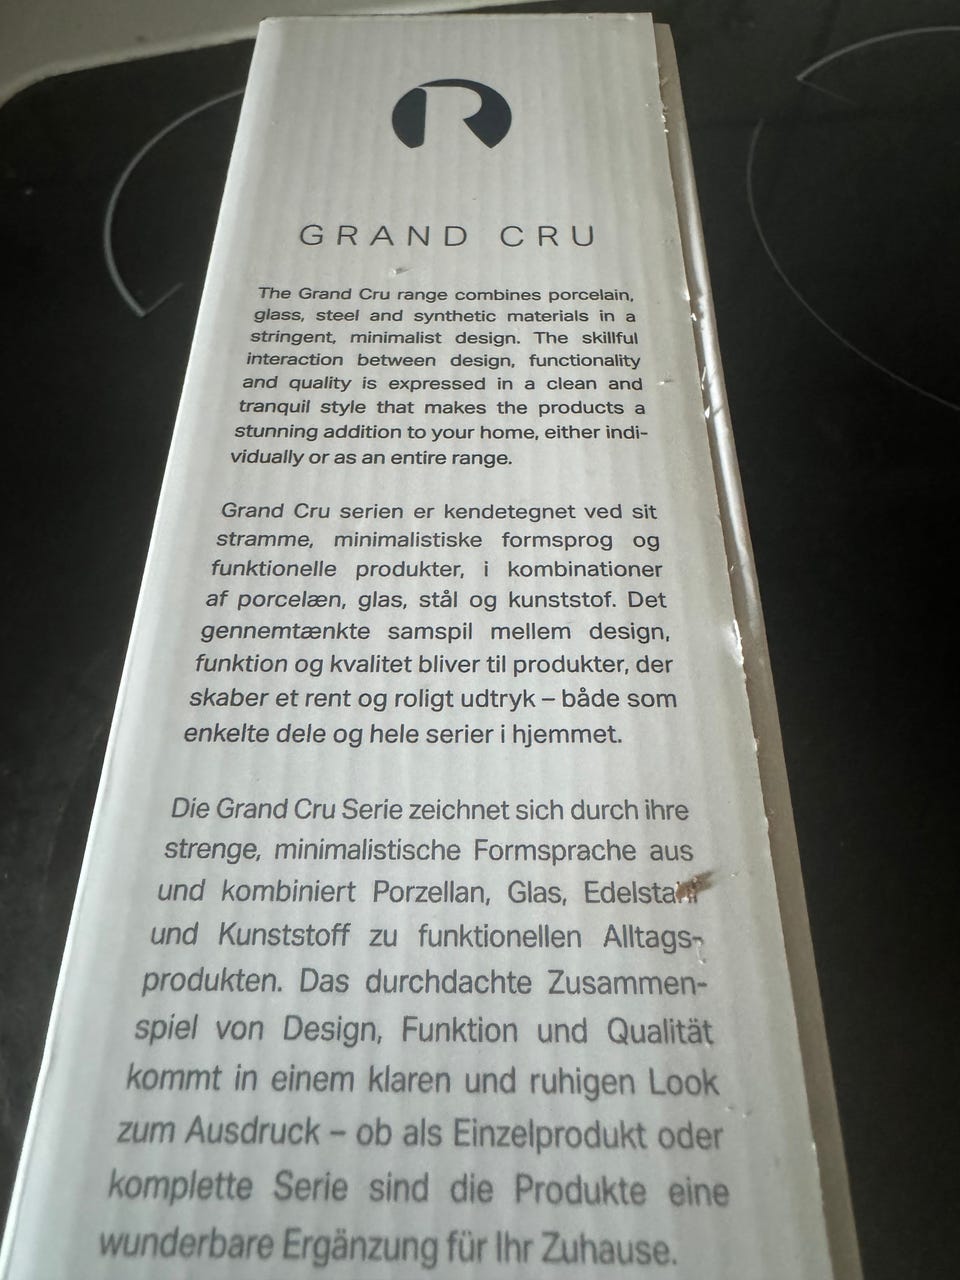 R
GRAND CRU
The Grand Cru range combines porcelain,
glass, steel and synthetic materials in a
stringent, minimalist design. The skillful
interaction between design, functionality
and quality is expressed in a clean and
tranquil style that makes the products a
stunning addition to your home, either indi-
vidually or as an entire range.
Grand Cru serien er kendetegnet ved sit
stramme, minimalistiske formsprog og
funktionelle produkter, i kombinationer
af porcelæn, glas, stål og kunststof. Det
gennemtænkte samspil mellem design,
funktion og kvalitet bliver til produkter, der
skaber et rent og roligt udtryk – både som
enkelte dele og hele serier i hjemmet.
Die Grand Cru Serie zeichnet sich durch ihre
strenge, minimalistische Formsprache aus
und kombiniert Porzellan, Glas, Edelstahl
und Kunststoff zu funktionellen Alltags-
produkten. Das durchdachte Zusammen-
spiel von Design, Funktion und Qualität
kommt in einem klaren und ruhigen Look
zum Ausdruck – ob als Einzelprodukt oder
komplette Serie sind die Produkte eine
wunderbare Ergänzung für Ihr Zuhause.